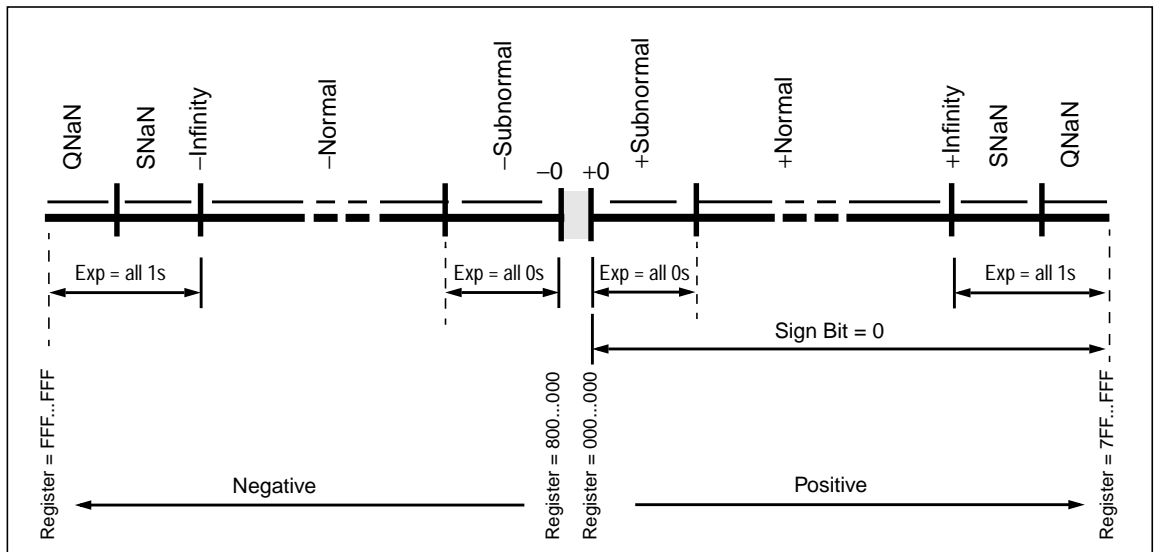 QNaN
SNaN
−Infinity
−Normal
−Subnormal
+Subnormal
+Normal
+Infinity
SNaN
QNaN
−0
+0
Exp = all 1s
Exp = all 0s
Exp = all 0s
Exp = all 1s
Sign Bit = 0
Register = FFF...FFF
Register = 800...000
Register = 000...000
Register = 7FF...FFF
Negative
Positive